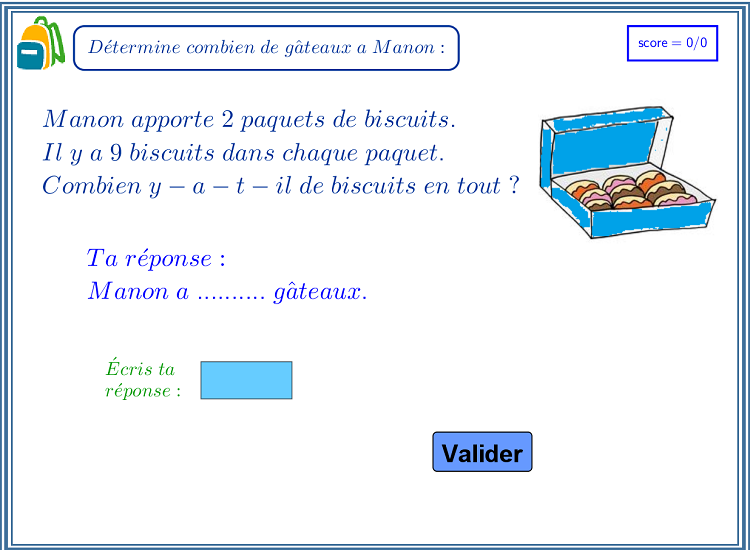 Détermine combien de gâteaux a Manon :
score = 0/0
Manon apporte 2 paquets de biscuits.
Il y a 9 biscuits dans chaque paquet.
Combien y − a − t − il de biscuits en tout ?
Ta réponse :
Manon a .......... gâteaux.
Écris ta
réponse :
Valider